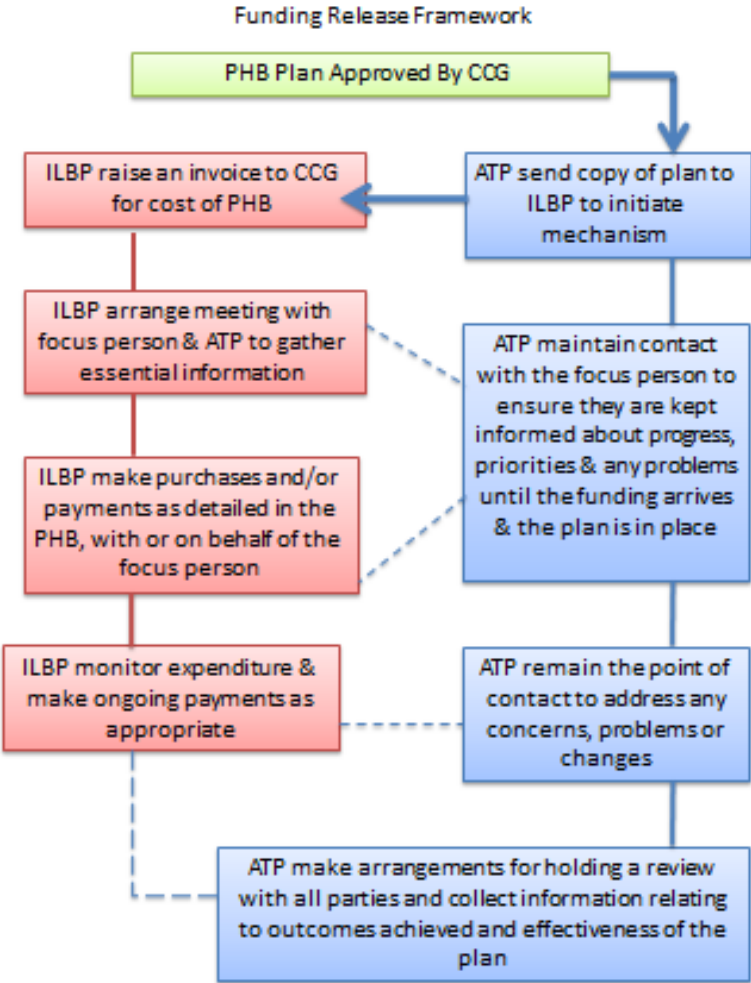 Funding Release Framework
PHB Plan Approved By CCG
ILBP raise an invoice to CCG
for cost of PHB
ATP send copy of plan to
ILBP to initiate
mechanism
ILBP arrange meeting with
focus person & ATP to gather
essential information
ATP maintain contact
with the focus person to
ensure they are kept
informed about progress,
priorities & any problems
until the funding arrives
& the plan is in place
ILBP make purchases and/or
payments as detailed in the
PHB, with or on behalf of the
focus person
ILBP monitor expenditure &
make ongoing payments as
appropriate
ATP remain the point of
contact to address any
concerns, problems or
changes
ATP make arrangements for holding a review
with all parties and collect information relating
to outcomes achieved and effectiveness of the
plan